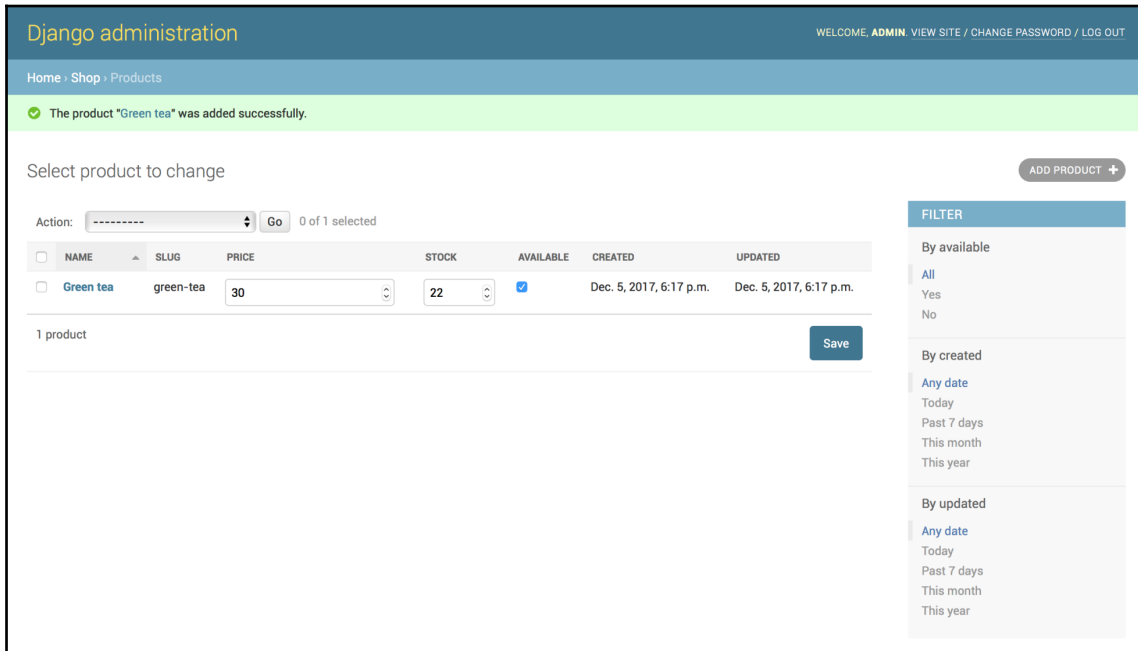 Django administration
WELCOME, ADMIN. VIEW SITE / CHANGE PASSWORD / LOG OUT
Home › Shop › Products
The product "Green tea" was added successfully.
Select product to change
ADD PRODUCT +
Action: --------- Go 0 of 1 selected
NAME SLUG PRICE STOCK AVAILABLE CREATED UPDATED
Green tea green-tea 30 22 Dec. 5, 2017, 6:17 p.m. Dec. 5, 2017, 6:17 p.m.
1 product
Save
FILTER
By available
All
Yes
No
By created
Any date
Today
Past 7 days
This month
This year
By updated
Any date
Today
Past 7 days
This month
This year